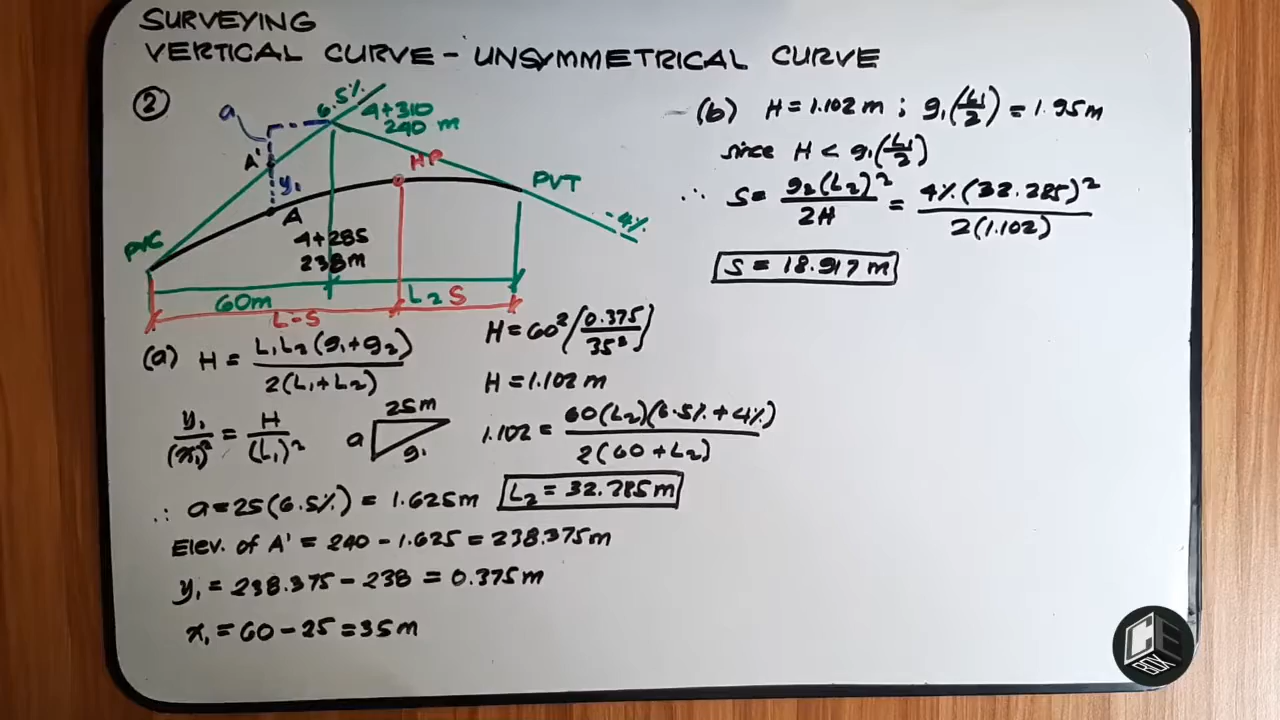 SURVEYING
VERTICAL CURVE - UNSYMMETRICAL CURVE
②
a
6.5%
4+310
240 m
A'
HP
y₁
PVT
A
-4%
PVC
4+285
238m
60m
L₂ S
L-S
(a) H = L₁L₂(g₁+g₂) / 2(L₁+L₂)
y₁/(x₁)² = H/(L₁)²
25m
a
g₁
∴ a = 25(6.5%) = 1.625m
Elev. of A' = 240 - 1.625 = 238.375m
y₁ = 238.375 - 238 = 0.375m
x₁ = 60 - 25 = 35m
H = 60² (0.375 / 35²)
H = 1.102 m
1.102 = 60(L₂)(6.5% + 4%) / 2(60 + L₂)
L₂ = 32.285m
(b) H = 1.102 m ; g₁(L₁/2) = 1.95m
since H < g₁(L₁/2)
∴ S = g₂(L₂)² / 2H = 4%(32.285)² / 2(1.102)
S = 18.917 m
CE
BOX